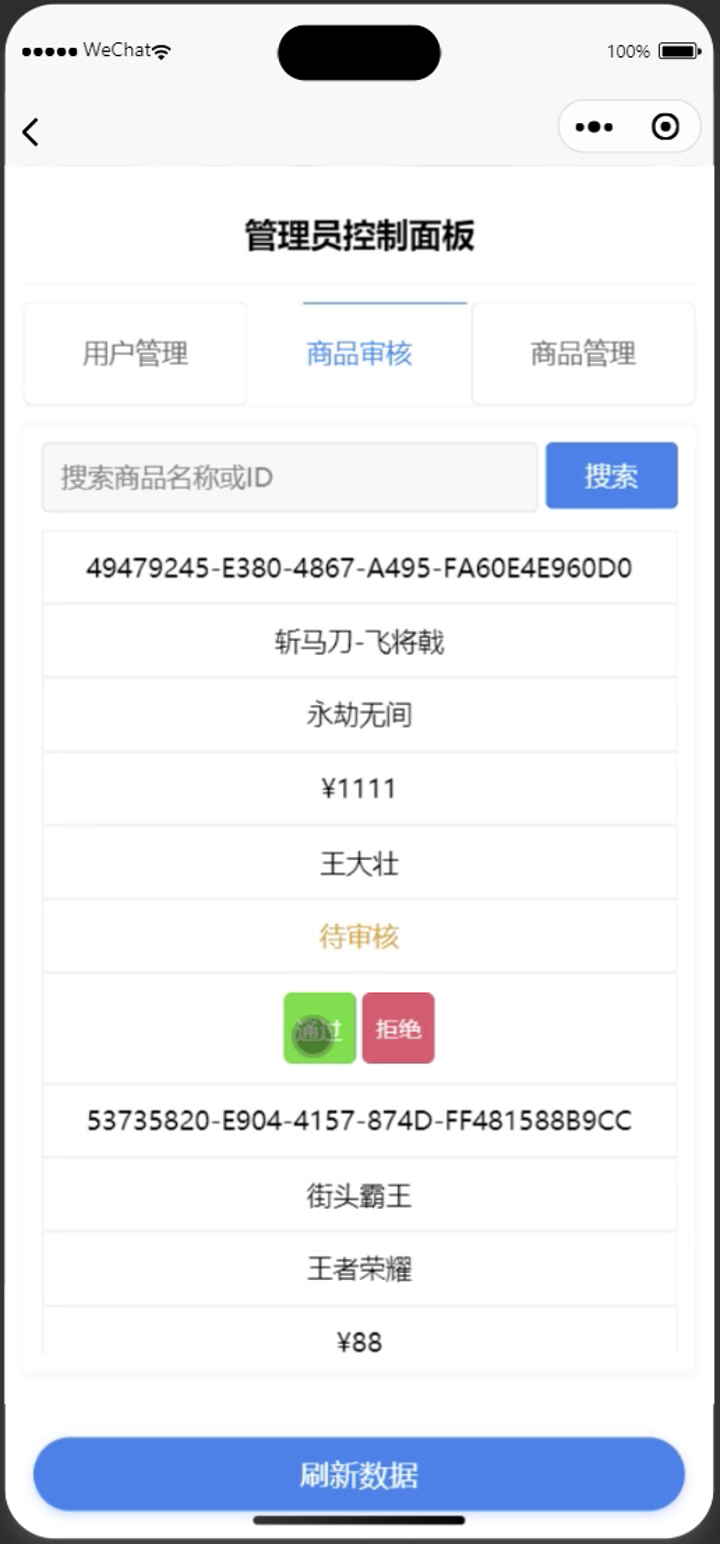 WeChat 100%
管理员控制面板
用户管理 商品审核 商品管理
搜索商品名称或ID 搜索
49479245-E380-4867-A495-FA60E4E960D0
斩马刀-飞将戟
永劫无间
¥1111
王大壮
待审核
通过 拒绝
53735820-E904-4157-874D-FF481588B9CC
街头霸王
王者荣耀
¥88
刷新数据